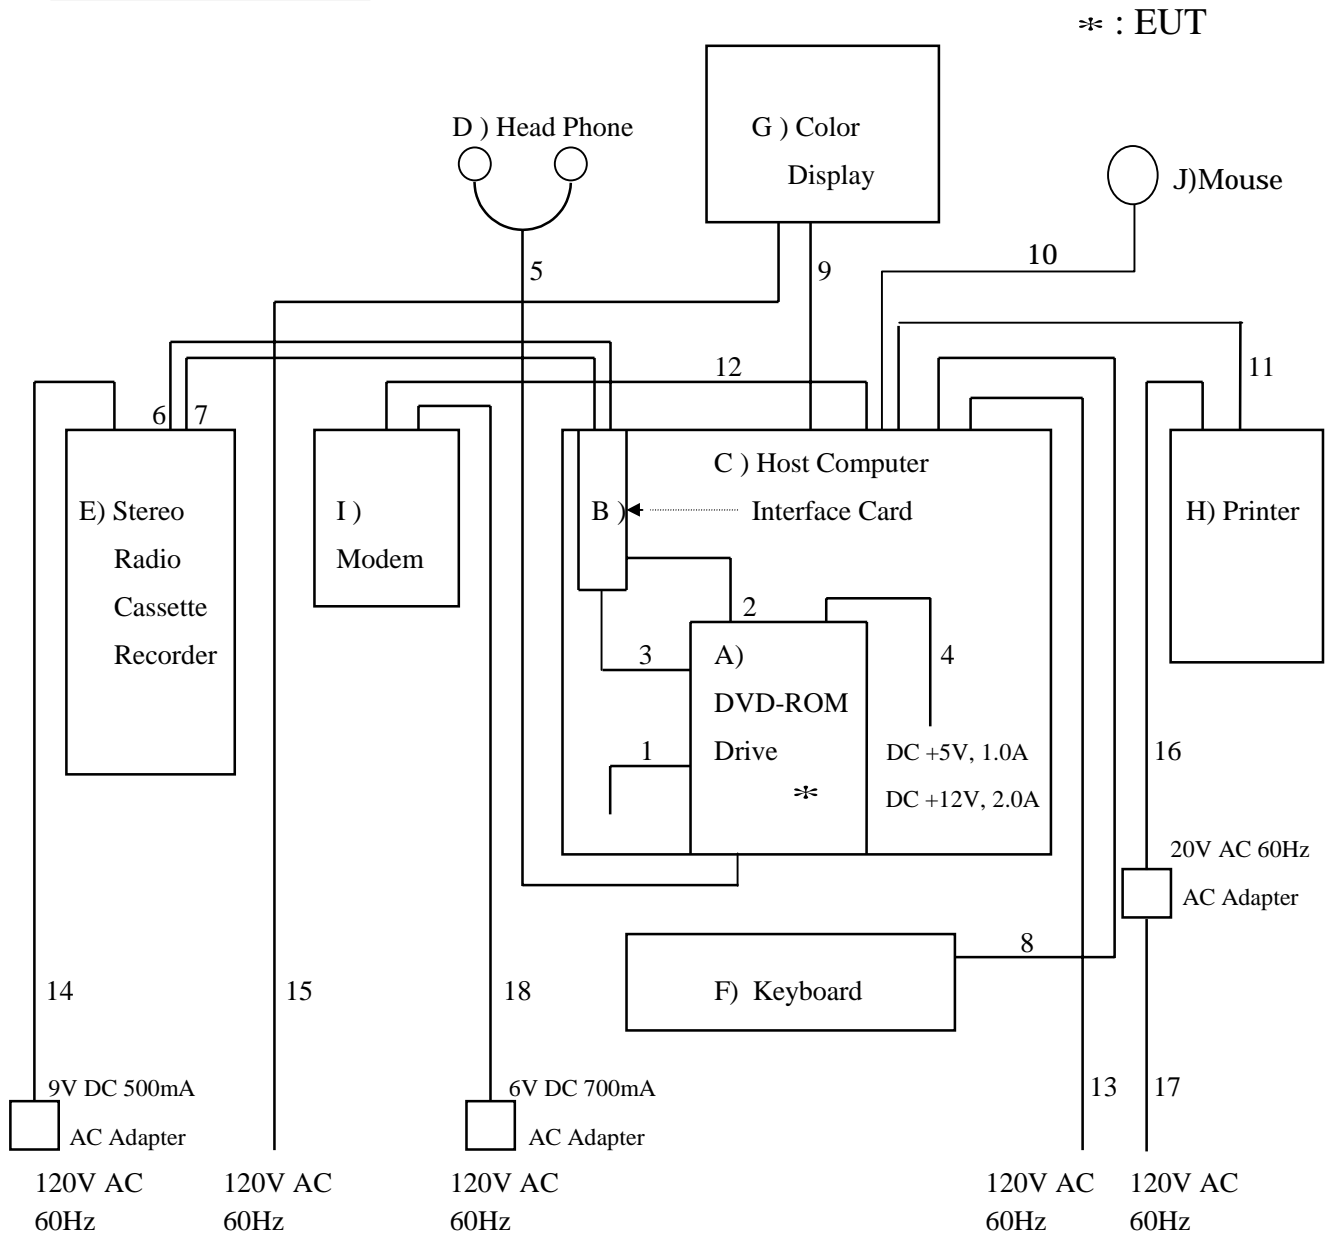 * : EUT
D ) Head Phone
G ) Color
Display
J)Mouse
5
9
10
12
11
6
7
C ) Host Computer
E) Stereo
Radio
Cassette
Recorder
I )
Modem
B )
Interface Card
H) Printer
2
3
A)
DVD-ROM
Drive
*
4
1
DC +5V, 1.0A
DC +12V, 2.0A
16
20V AC 60Hz
AC Adapter
8
F) Keyboard
14
15
18
9V DC 500mA
AC Adapter
6V DC 700mA
AC Adapter
13
17
120V AC
60Hz
120V AC
60Hz
120V AC
60Hz
120V AC
60Hz
120V AC
60Hz